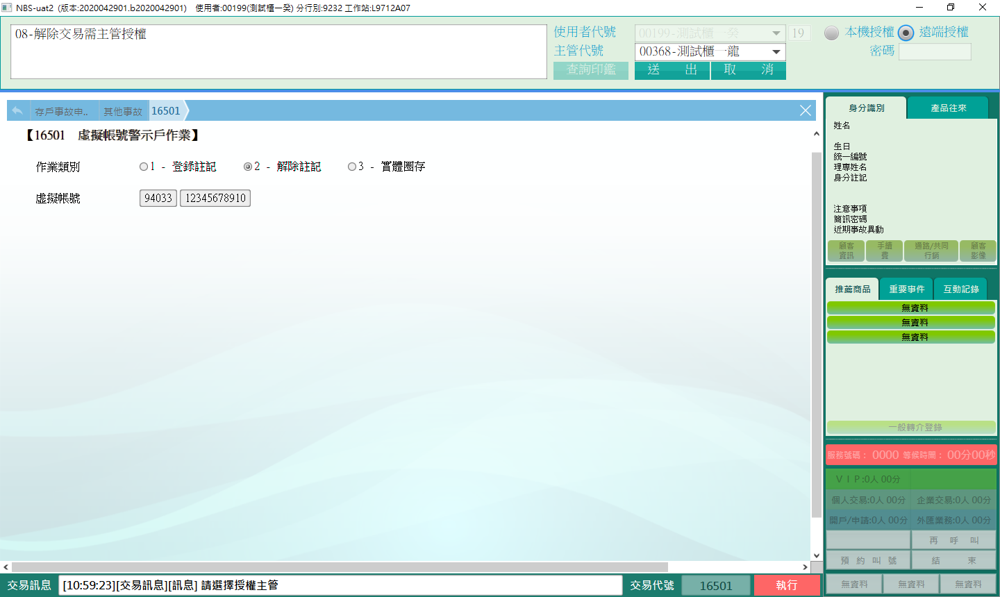 NBS-uat2 (版本:2020042901.b2020042901) 使用者:00199(測試櫃一癸) 分行別:9232 工作站:L9712A07
08-解除交易需主管授權
使用者代號 00199-測試櫃一癸 19 本機授權 遠端授權
主管代號 00368-測試櫃一龍 密碼
查詢印鑑 送 出 取 消
存戶事故申.. 其他事故 16501
【16501 虛擬帳號警示戶作業】
作業類別 1 - 登錄註記 2 - 解除註記 3 - 實體圈存
虛擬帳號 94033 12345678910
身分識別 產品往來
姓名
生日
統一編號
理專姓名
身分註記
注意事項
簡訊密碼
近期事故異動
顧客資訊 手續費 通路/共同行銷 顧客影像
推薦商品 重要事件 互動記錄
無資料
無資料
無資料
一般轉介登錄
服務號碼： 0000 等候時間： 00分00秒
ＶＩＰ:0人 00分
個人交易:0人 00分 企業交易:0人 00分
開戶/申請:0人 00分 外匯業務:0人 00分
再 呼 叫
預 約 叫 號 結 束
無資料 無資料 無資料
交易訊息 [10:59:23][交易訊息][訊息] 請選擇授權主管 交易代號 16501 執行